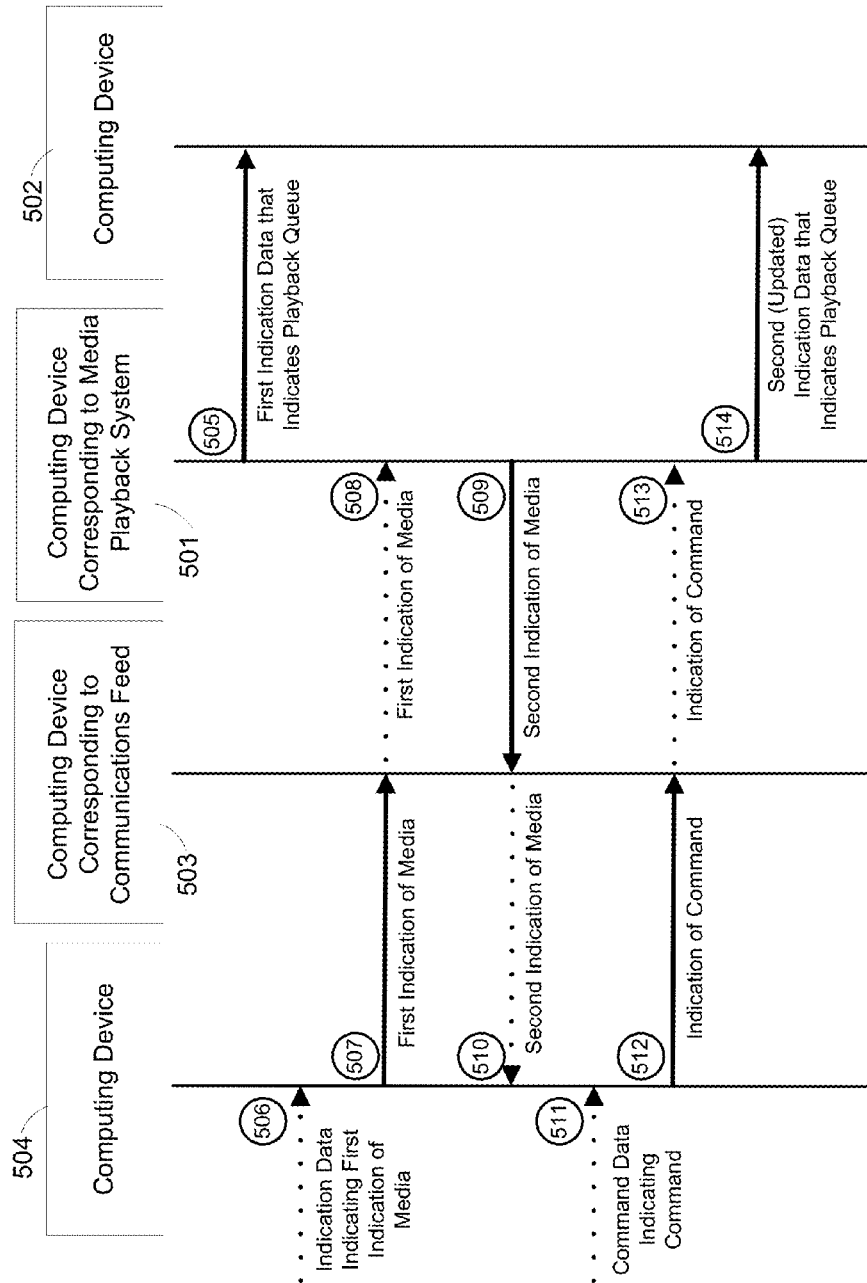 504
Computing Device
Computing Device
Corresponding to
Communications Feed
503
Computing Device
Corresponding to Media
Playback System
501
502
Computing Device
505
First Indication Data that
Indicates Playback Queue
506
Indication Data
Indicating First
Indication of
Media
507
First Indication of Media
508
First Indication of Media
509
Second Indication of Media
510
Second Indication of Media
511
Command Data
Indicating
Command
512
Indication of Command
513
Indication of Command
514
Second (Updated)
Indication Data that
Indicates Playback Queue